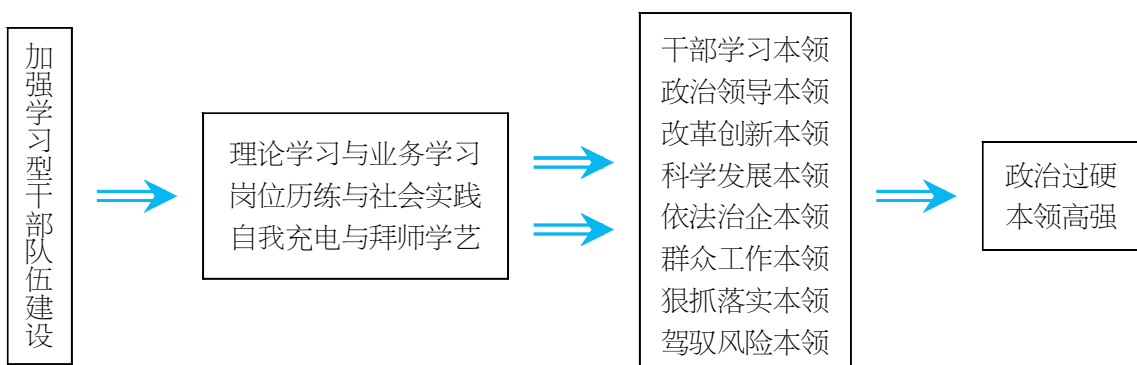 加强学习型干部队伍建设
理论学习与业务学习
岗位历练与社会实践
自我充电与拜师学艺
干部学习本领
政治领导本领
改革创新本领
科学发展本领
依法治企本领
群众工作本领
狠抓落实本领
驾驭风险本领
政治过硬
本领高强